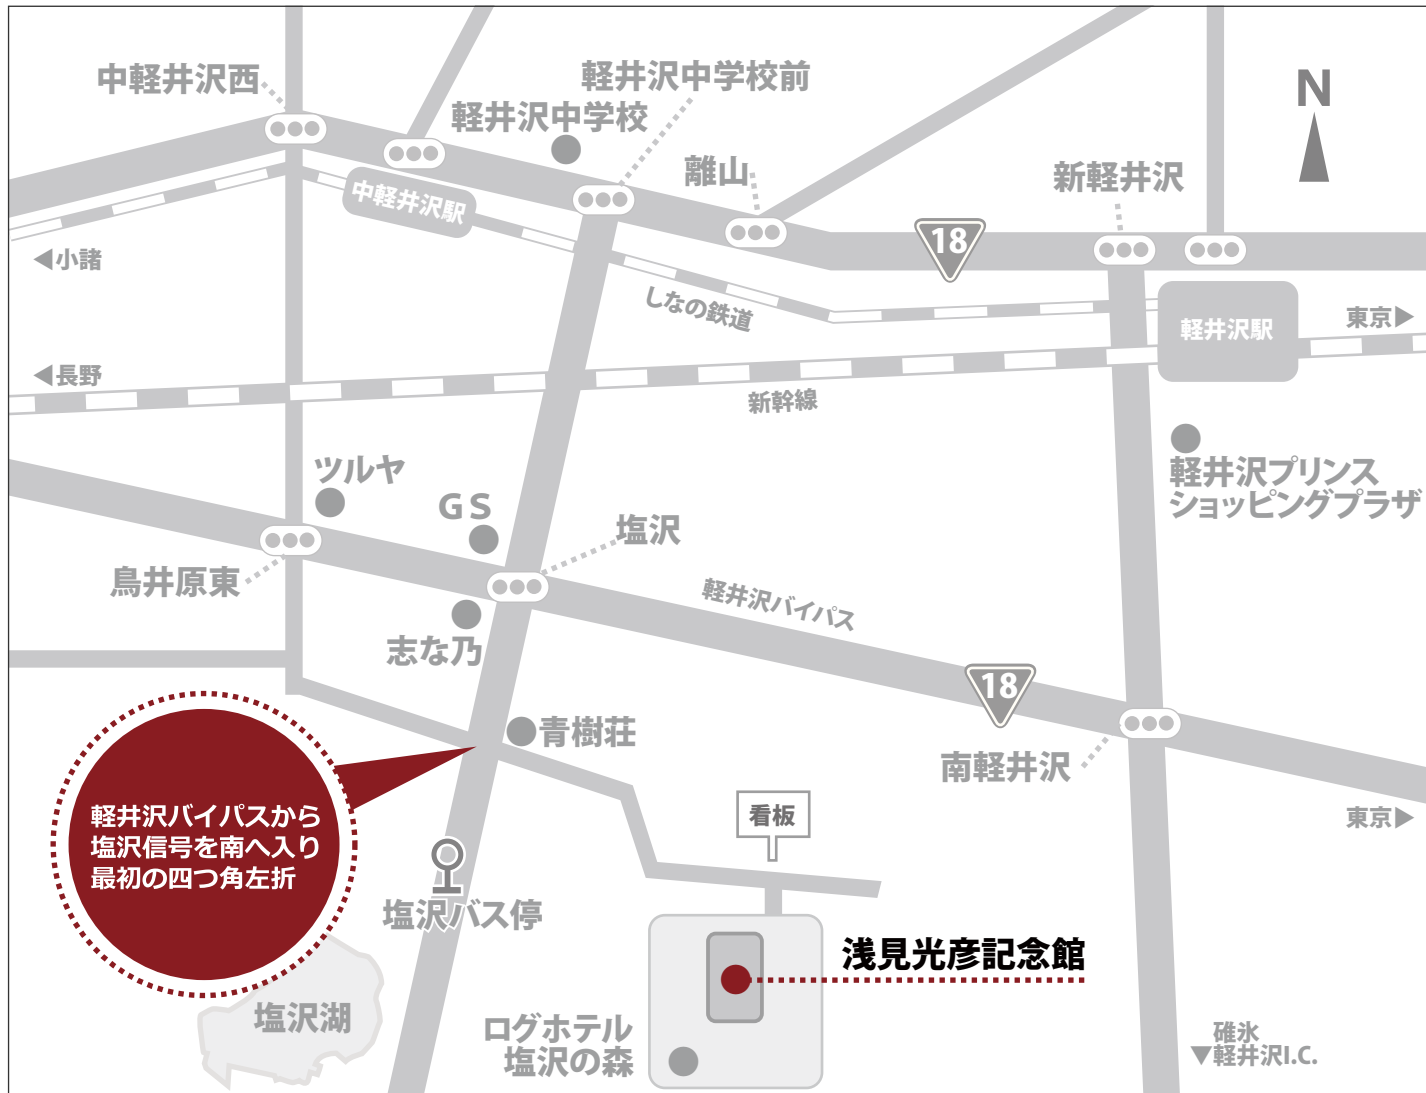 中軽井沢西
軽井沢中学校前
軽井沢中学校
N
離山
新軽井沢
中軽井沢駅
18
◀小諸
しなの鉄道
軽井沢駅
東京▶
◀長野
新幹線
ツルヤ
GS
軽井沢プリンス
ショッピングプラザ
塩沢
鳥井原東
軽井沢バイパス
志な乃
18
青樹荘
南軽井沢
軽井沢バイパスから
塩沢信号を南へ入り
最初の四つ角左折
看板
東京▶
塩沢バス停
浅見光彦記念館
塩沢湖
ログホテル
塩沢の森
碓氷
▼軽井沢I.C.